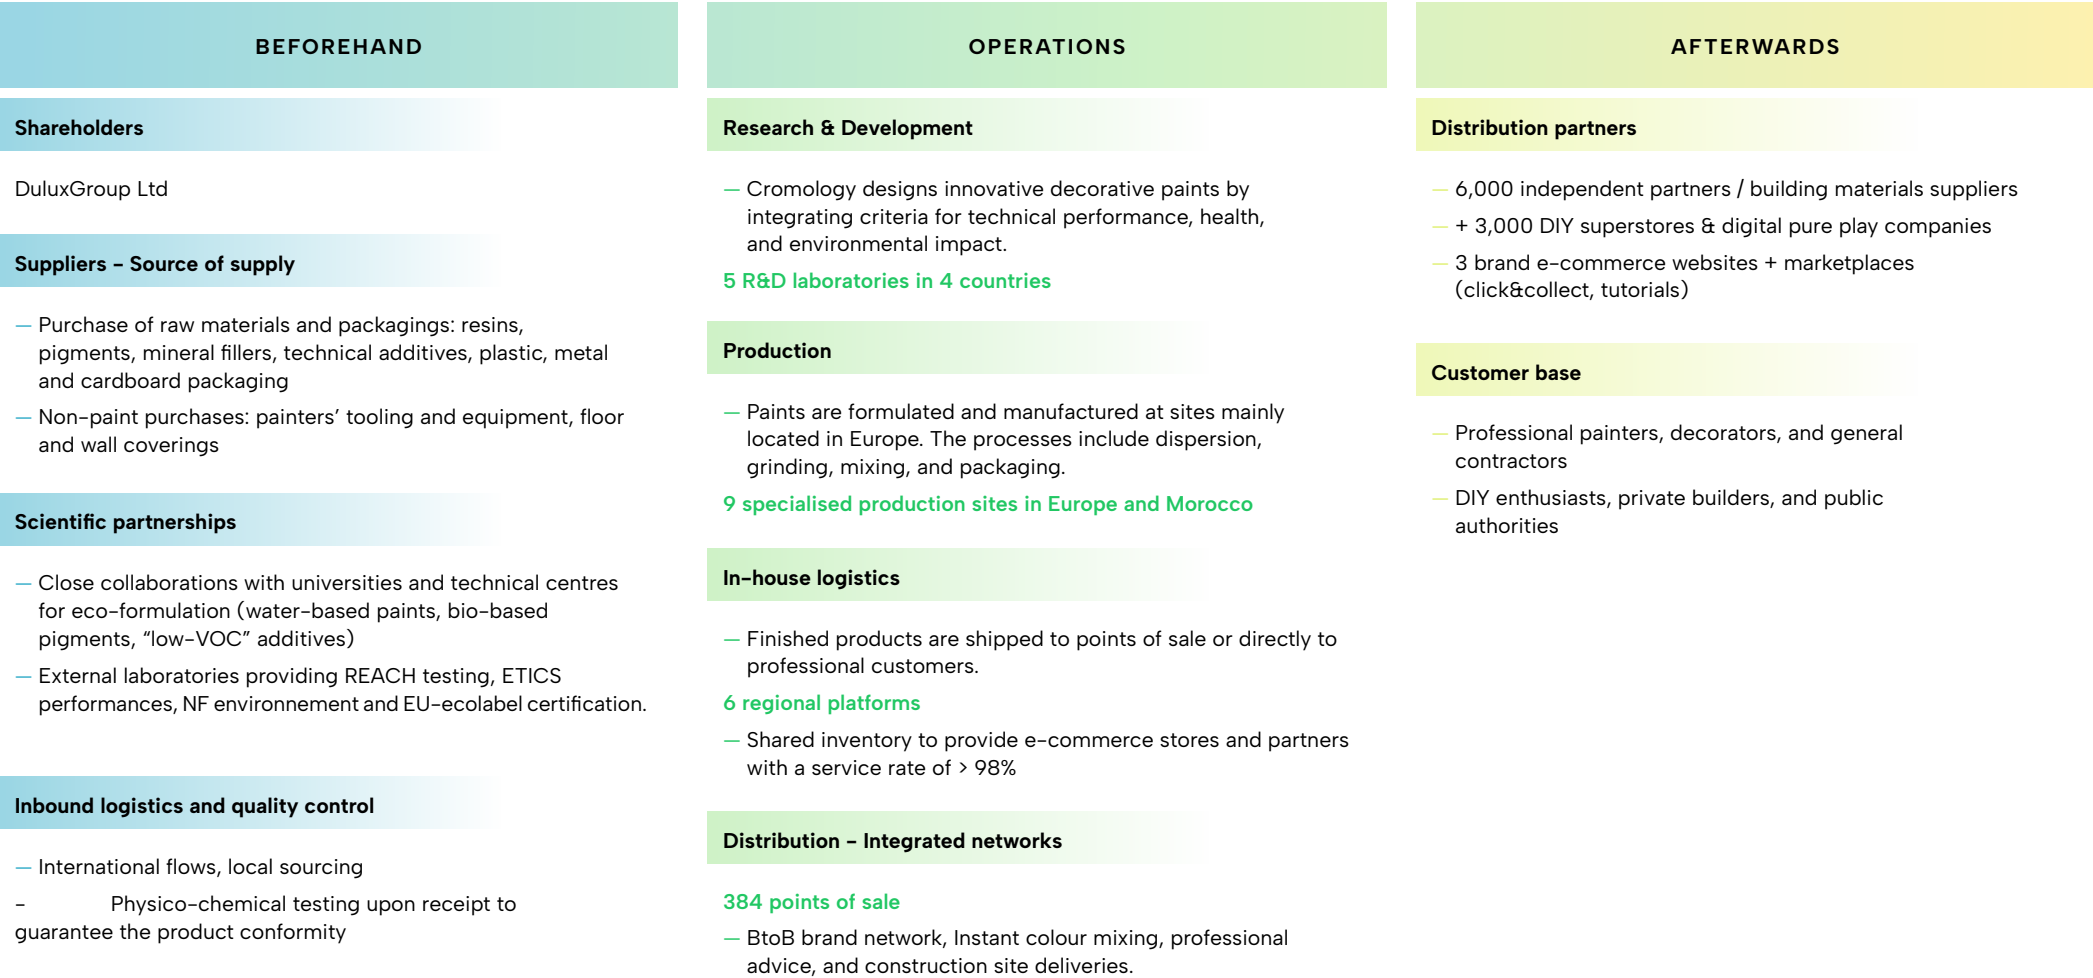 BEFOREHAND
Shareholders
DuluxGroup Ltd
Suppliers - Source of supply
— Purchase of raw materials and packagings: resins,
pigments, mineral fillers, technical additives, plastic, metal
and cardboard packaging
— Non-paint purchases: painters’ tooling and equipment, floor
and wall coverings
Scientific partnerships
— Close collaborations with universities and technical centres
for eco-formulation (water-based paints, bio-based
pigments, “low-VOC” additives)
— External laboratories providing REACH testing, ETICS
performances, NF environnement and EU-ecolabel certification.
Inbound logistics and quality control
— International flows, local sourcing
- Physico-chemical testing upon receipt to
guarantee the product conformity
OPERATIONS
Research & Development
— Cromology designs innovative decorative paints by
integrating criteria for technical performance, health,
and environmental impact.
5 R&D laboratories in 4 countries
Production
— Paints are formulated and manufactured at sites mainly
located in Europe. The processes include dispersion,
grinding, mixing, and packaging.
9 specialised production sites in Europe and Morocco
In-house logistics
— Finished products are shipped to points of sale or directly to
professional customers.
6 regional platforms
— Shared inventory to provide e-commerce stores and partners
with a service rate of > 98%
Distribution - Integrated networks
384 points of sale
— BtoB brand network, Instant colour mixing, professional
advice, and construction site deliveries.
AFTERWARDS
Distribution partners
— 6,000 independent partners / building materials suppliers
— + 3,000 DIY superstores & digital pure play companies
— 3 brand e-commerce websites + marketplaces
(click&collect, tutorials)
Customer base
— Professional painters, decorators, and general
contractors
— DIY enthusiasts, private builders, and public
authorities